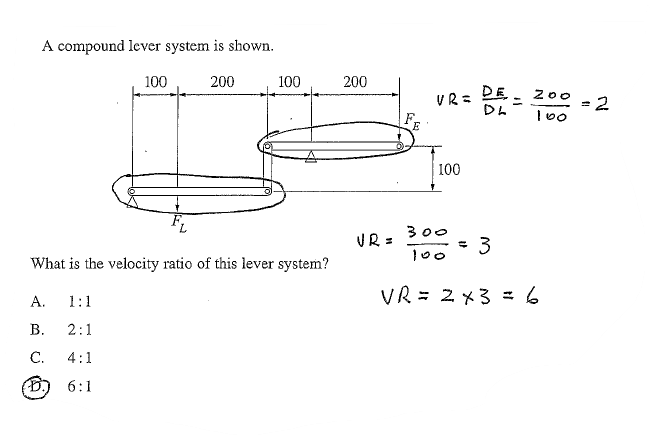 A compound lever system is shown.
100 200 100 200
VR = DE/DL = 200/100 = 2
F_E
100
F_L
VR = 300/100 = 3
What is the velocity ratio of this lever system?
VR = 2 × 3 = 6
A. 1:1
B. 2:1
C. 4:1
D. 6:1